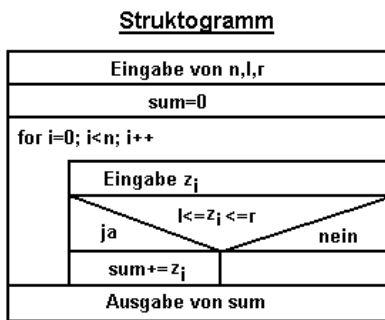 Struktogramm
Eingabe von n,l,r
sum=0
for i=0; i<n; i++
Eingabe zi
l<=zi<=r
ja
nein
sum+=zi
Ausgabe von sum